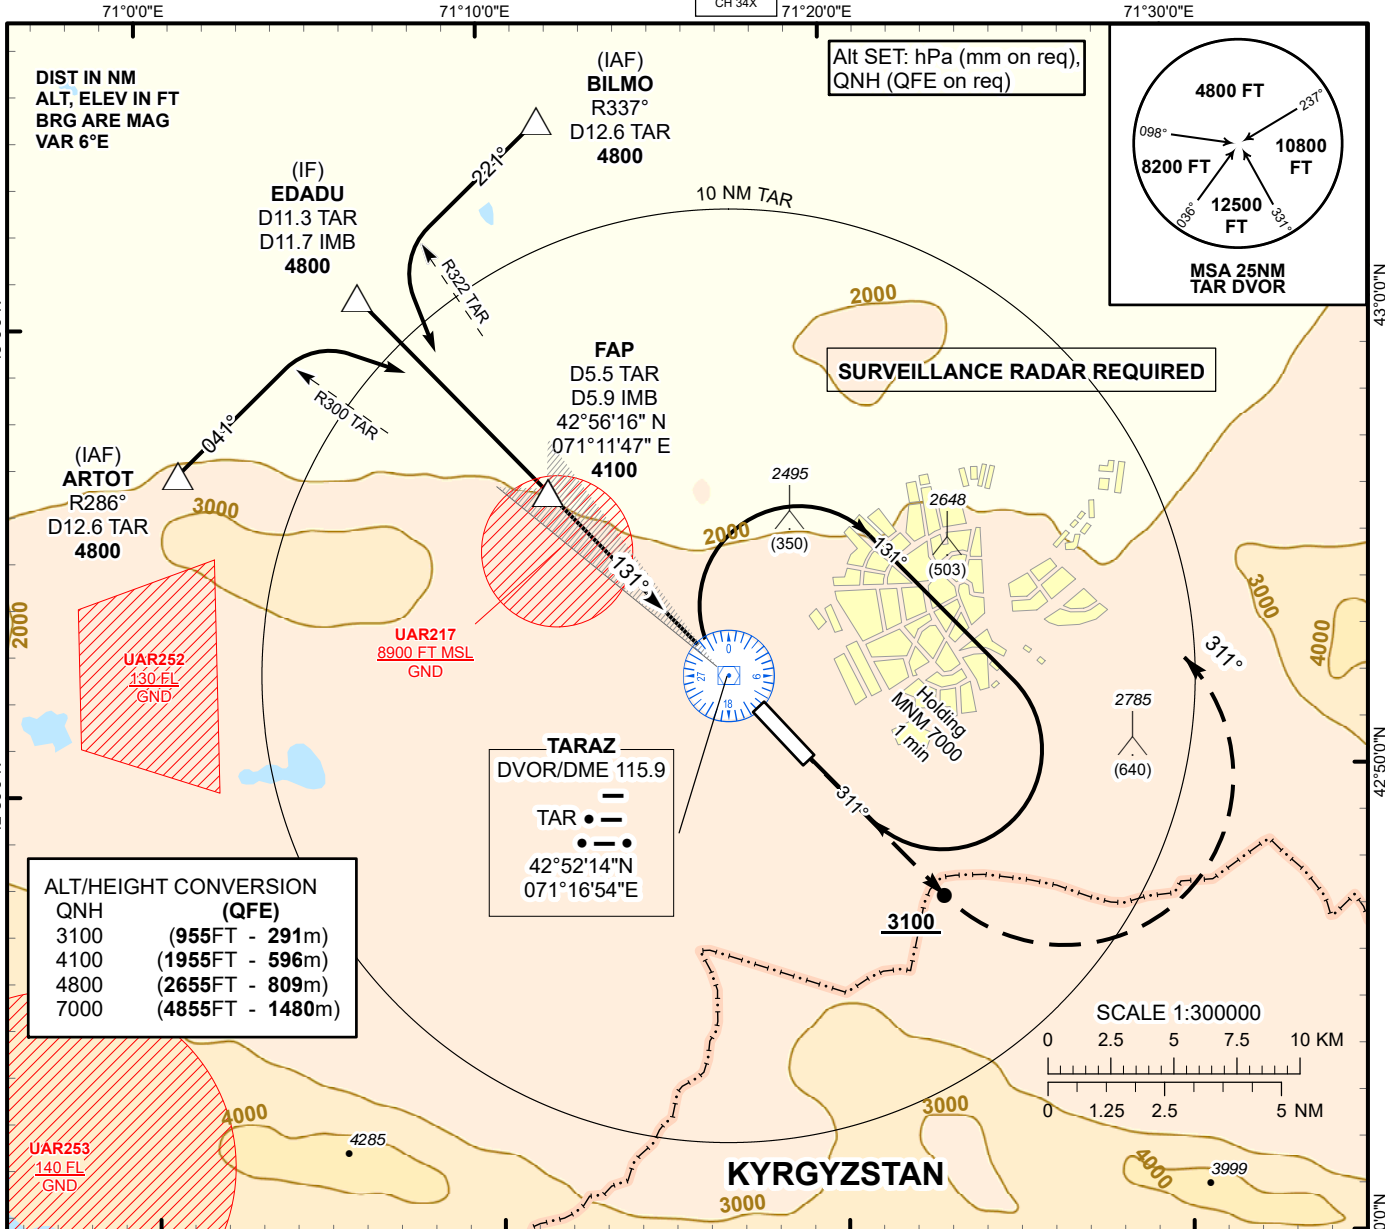 CH 34X
71°0'0"E
71°10'0"E
71°20'0"E
71°30'0"E
DIST IN NM
ALT, ELEV IN FT
BRG ARE MAG
VAR 6°E
(IAF)
BILMO
R337°
D12.6 TAR
4800
Alt SET: hPa (mm on req),
QNH (QFE on req)
4800 FT
237°
098°
10800
FT
8200 FT
12500
FT
036°
331°
MSA 25NM
TAR DVOR
(IF)
EDADU
D11.3 TAR
D11.7 IMB
4800
221°
R322 TAR
10 NM TAR
2000
43°0'0"N
SURVEILLANCE RADAR REQUIRED
FAP
D5.5 TAR
D5.9 IMB
42°56'16" N
071°11'47" E
4100
R300 TAR
041°
(IAF)
ARTOT
R286°
D12.6 TAR
4800
3000
2495
(350)
2000
2648
(503)
131°
131°
3000
4000
2000
UAR217
8900 FT MSL
GND
UAR252
130 FL
GND
0
9
18
27
311°
Holding
MNM 7000
1 min
2785
(640)
42°50'0"N
TARAZ
DVOR/DME 115.9
TAR
42°52'14"N
071°16'54"E
311°
3100
ALT/HEIGHT CONVERSION
QNH (QFE)
3100 (955FT - 291m)
4100 (1955FT - 596m)
4800 (2655FT - 809m)
7000 (4855FT - 1480m)
SCALE 1:300000
0 2.5 5 7.5 10 KM
0 1.25 2.5 5 NM
4000
4285
3000
UAR253
140 FL
GND
KYRGYZSTAN
3000
4000
3999